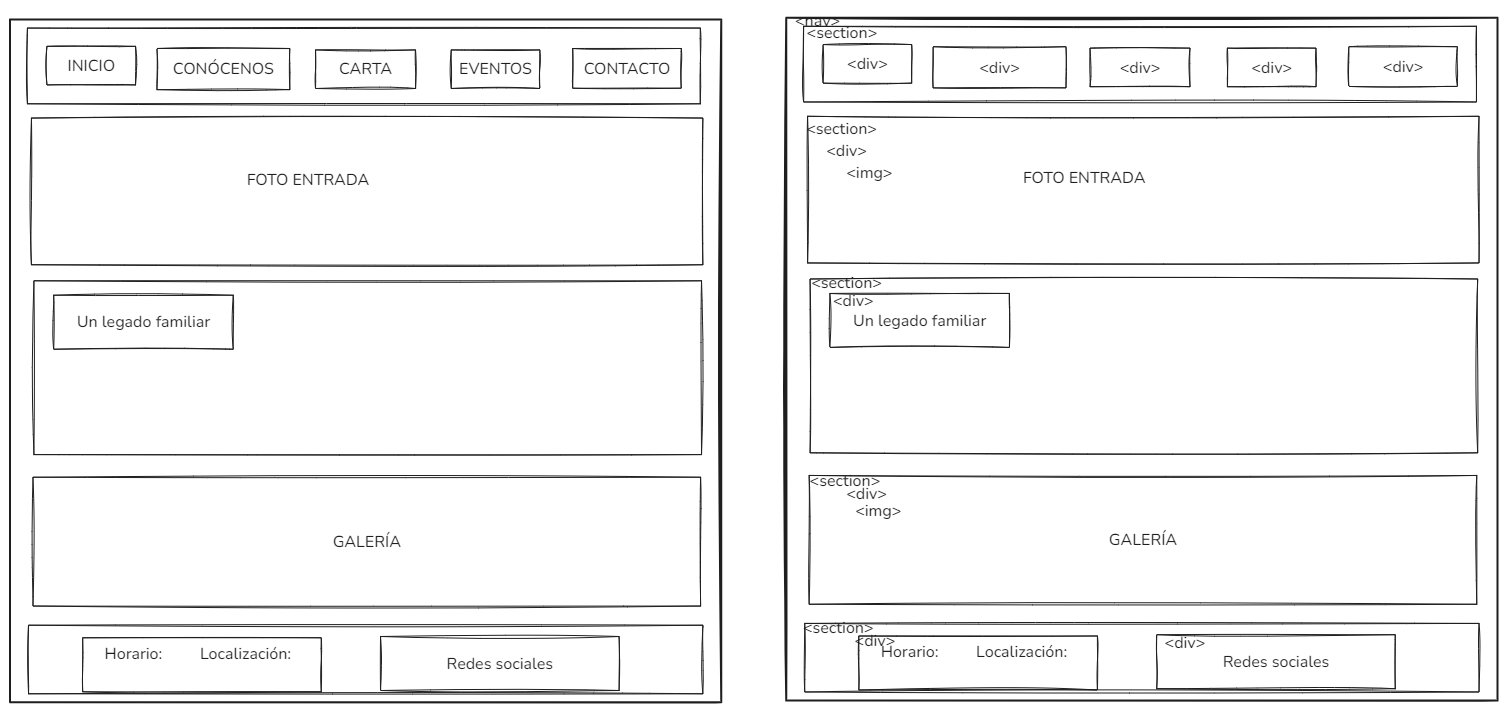 INICIO
CONÓCENOS
CARTA
EVENTOS
CONTACTO
FOTO ENTRADA
Un legado familiar
GALERÍA
Horario: Localización:
Redes sociales
<nav>
<section>
<div>
<div>
<div>
<div>
<div>
<section>
<div>
<img>
FOTO ENTRADA
<section>
<div>
Un legado familiar
<section>
<div>
<img>
GALERÍA
<section>
<div>
Horario: Localización:
<div>
Redes sociales